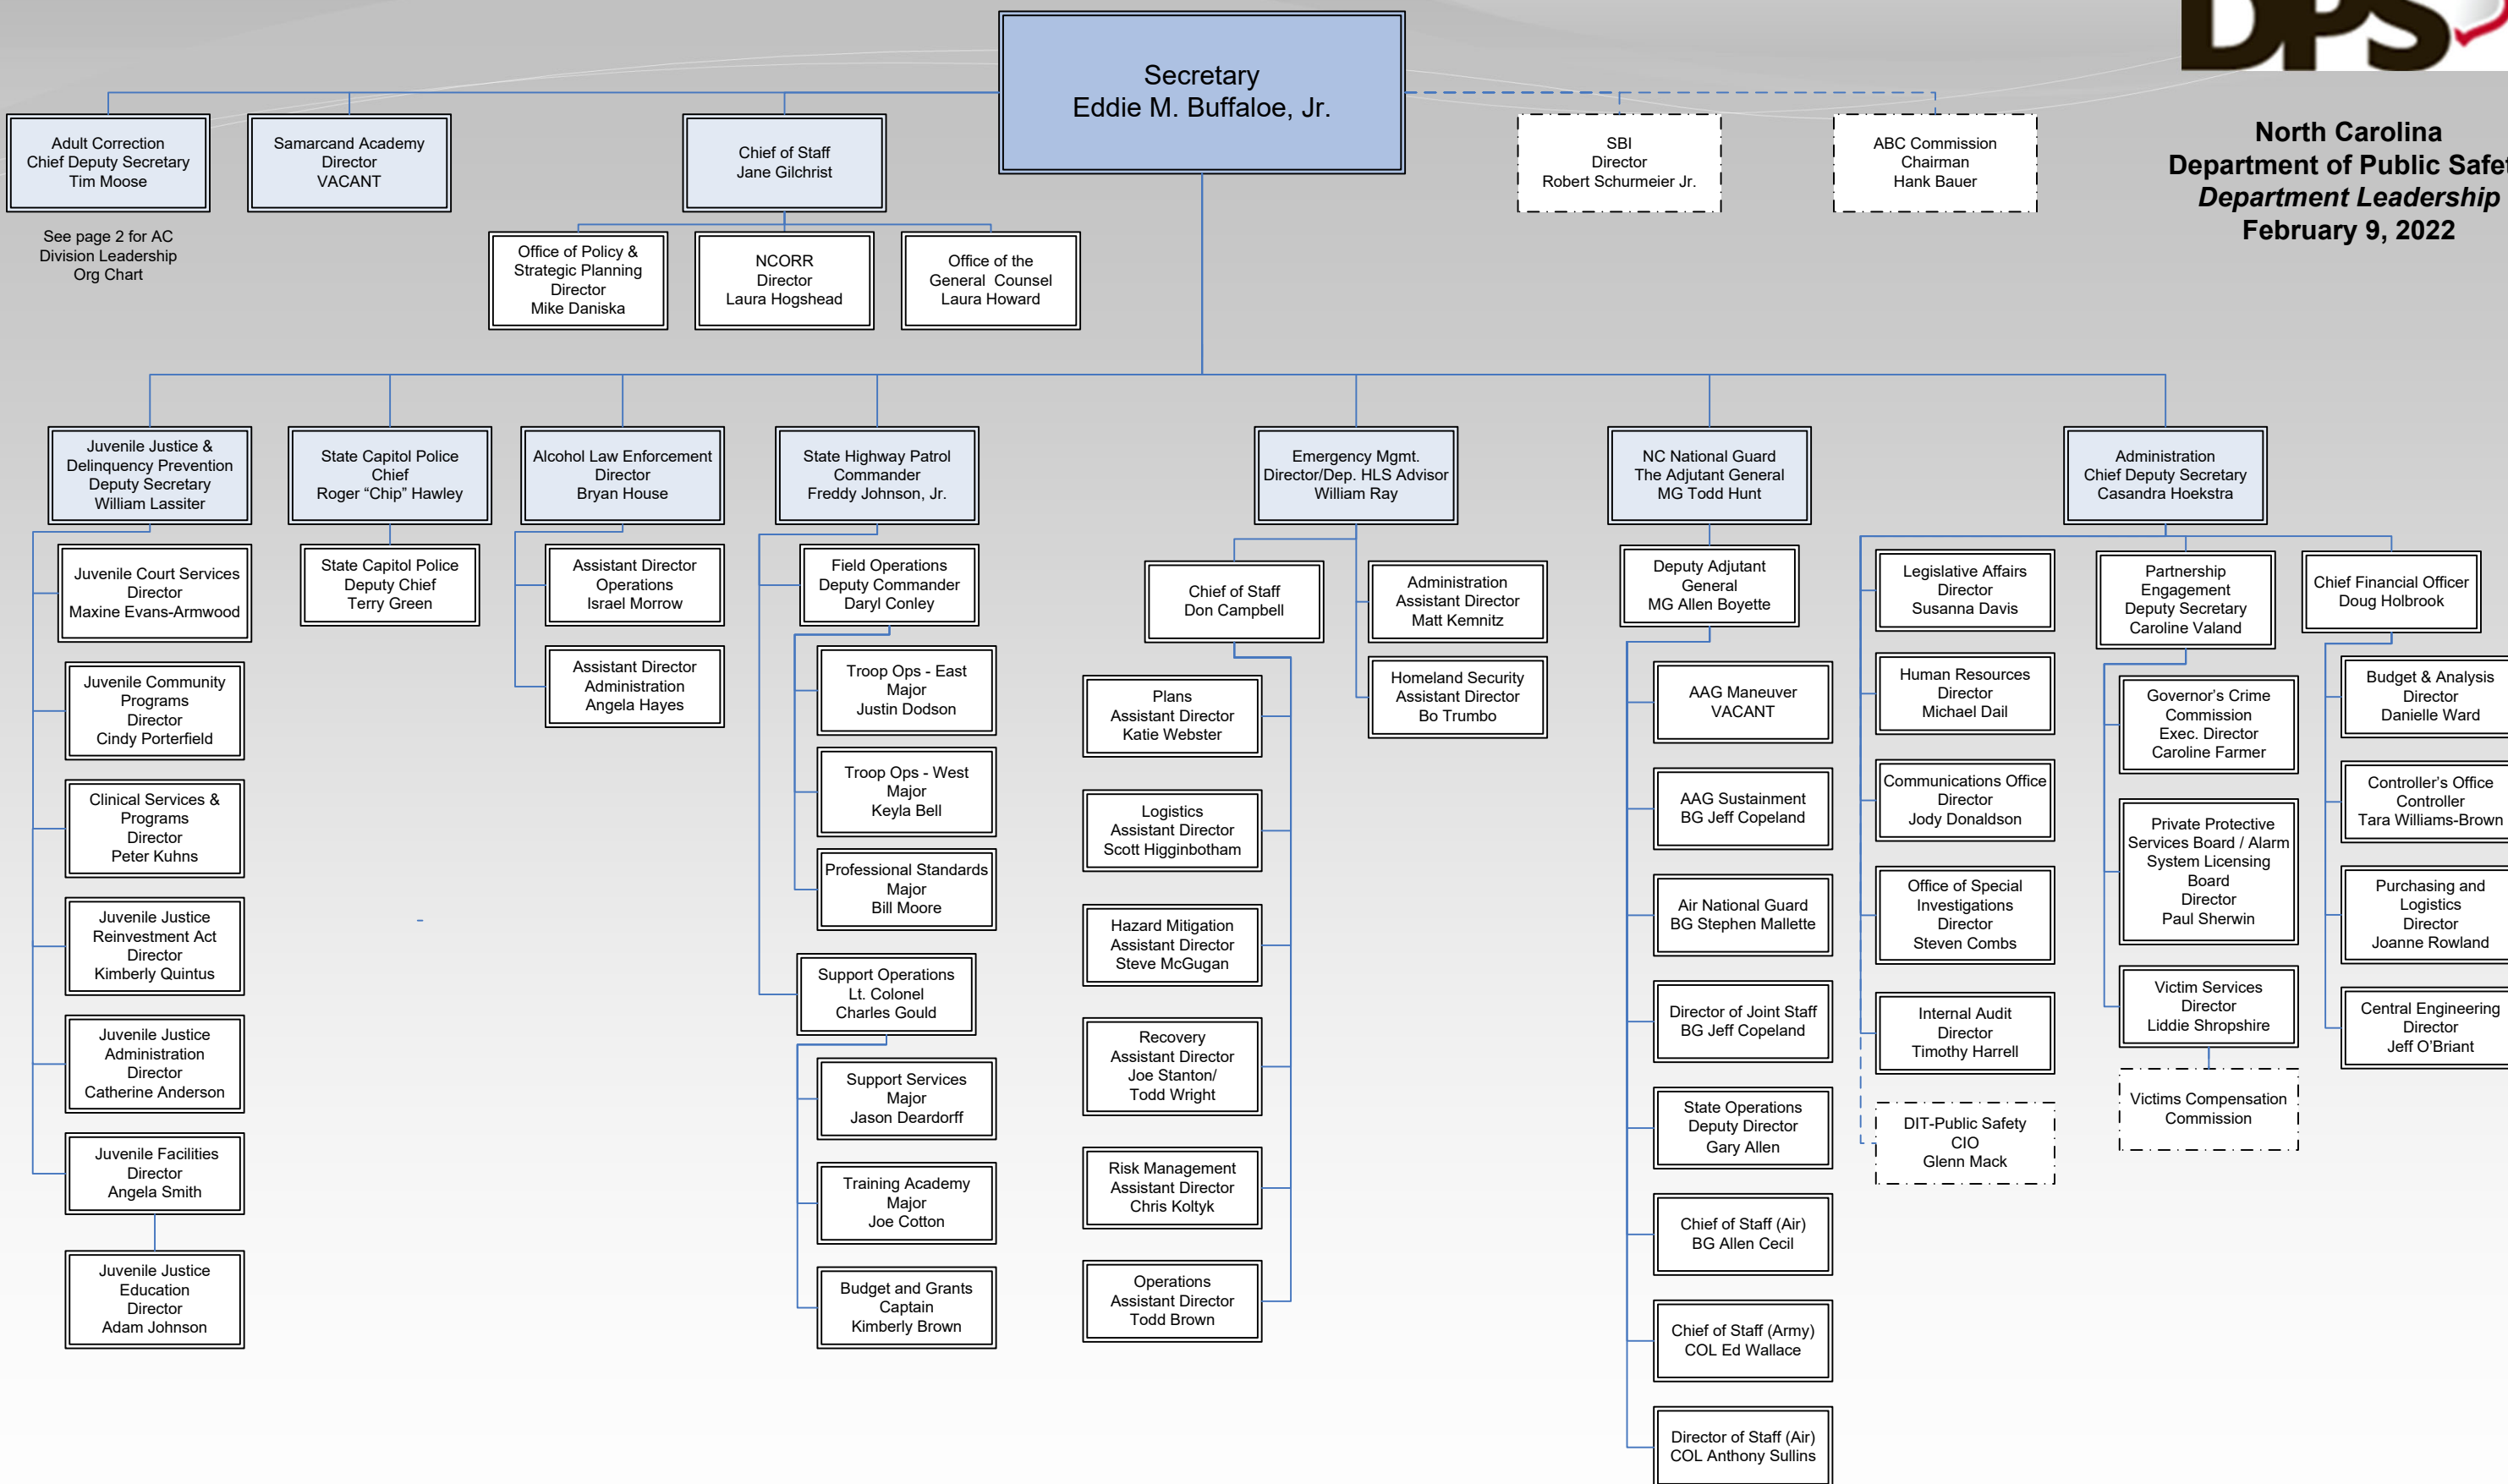 DPS
North Carolina
Department of Public Safet
Department Leadership
February 9, 2022
Secretary
Eddie M. Buffaloe, Jr.
Adult Correction
Chief Deputy Secretary
Tim Moose
See page 2 for AC
Division Leadership
Org Chart
Samarcand Academy
Director
VACANT
Chief of Staff
Jane Gilchrist
SBI
Director
Robert Schurmeier Jr.
ABC Commission
Chairman
Hank Bauer
Office of Policy &
Strategic Planning
Director
Mike Daniska
NCORR
Director
Laura Hogshead
Office of the
General  Counsel
Laura Howard
Juvenile Justice &
Delinquency Prevention
Deputy Secretary
William Lassiter
Juvenile Court Services
Director
Maxine Evans-Armwood
Juvenile Community
Programs
Director
Cindy Porterfield
Clinical Services &
Programs
Director
Peter Kuhns
Juvenile Justice
Reinvestment Act
Director
Kimberly Quintus
Juvenile Justice
Administration
Director
Catherine Anderson
Juvenile Facilities
Director
Angela Smith
Juvenile Justice
Education
Director
Adam Johnson
State Capitol Police
Chief
Roger “Chip” Hawley
State Capitol Police
Deputy Chief
Terry Green
Alcohol Law Enforcement
Director
Bryan House
Assistant Director
Operations
Israel Morrow
Assistant Director
Administration
Angela Hayes
State Highway Patrol
Commander
Freddy Johnson, Jr.
Field Operations
Deputy Commander
Daryl Conley
Troop Ops - East
Major
Justin Dodson
Troop Ops - West
Major
Keyla Bell
Professional Standards
Major
Bill Moore
Support Operations
Lt. Colonel
Charles Gould
Support Services
Major
Jason Deardorff
Training Academy
Major
Joe Cotton
Budget and Grants
Captain
Kimberly Brown
Emergency Mgmt.
Director/Dep. HLS Advisor
William Ray
Chief of Staff
Don Campbell
Plans
Assistant Director
Katie Webster
Logistics
Assistant Director
Scott Higginbotham
Hazard Mitigation
Assistant Director
Steve McGugan
Recovery
Assistant Director
Joe Stanton/
Todd Wright
Risk Management
Assistant Director
Chris Koltyk
Operations
Assistant Director
Todd Brown
Administration
Assistant Director
Matt Kemnitz
Homeland Security
Assistant Director
Bo Trumbo
NC National Guard
The Adjutant General
MG Todd Hunt
Deputy Adjutant
General
MG Allen Boyette
AAG Maneuver
VACANT
AAG Sustainment
BG Jeff Copeland
Air National Guard
BG Stephen Mallette
Director of Joint Staff
BG Jeff Copeland
State Operations
Deputy Director
Gary Allen
Chief of Staff (Air)
BG Allen Cecil
Chief of Staff (Army)
COL Ed Wallace
Director of Staff (Air)
COL Anthony Sullins
Administration
Chief Deputy Secretary
Casandra Hoekstra
Legislative Affairs
Director
Susanna Davis
Human Resources
Director
Michael Dail
Communications Office
Director
Jody Donaldson
Office of Special
Investigations
Director
Steven Combs
Internal Audit
Director
Timothy Harrell
DIT-Public Safety
CIO
Glenn Mack
Partnership
Engagement
Deputy Secretary
Caroline Valand
Governor’s Crime
Commission
Exec. Director
Caroline Farmer
Private Protective
Services Board / Alarm
System Licensing
Board
Director
Paul Sherwin
Victim Services
Director
Liddie Shropshire
Victims Compensation
Commission
Chief Financial Officer
Doug Holbrook
Budget & Analysis
Director
Danielle Ward
Controller’s Office
Controller
Tara Williams-Brown
Purchasing and
Logistics
Director
Joanne Rowland
Central Engineering
Director
Jeff O’Briant